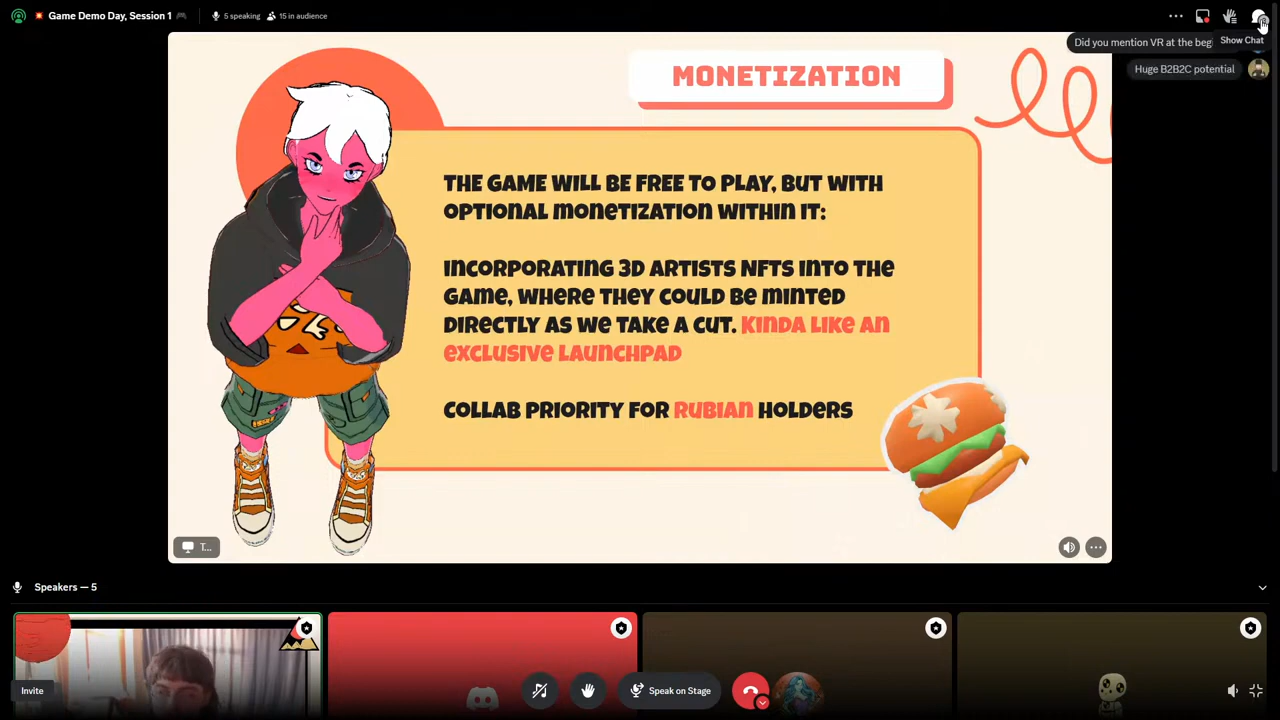 Game Demo Day, Session 1
5 speaking
15 in audience
Did you mention VR at the beg
Show Chat
Huge B2B2C potential
MONETIZATION
THE GAME WILL BE FREE TO PLAY, BUT WITH
OPTIONAL MONETIZATION WITHIN IT:
INCORPORATING 3D ARTISTS NFTS INTO THE
GAME, WHERE THEY COULD BE MINTED
DIRECTLY AS WE TAKE A CUT. KINDA LIKE AN
EXCLUSIVE LAUNCHPAD
COLLAB PRIORITY FOR RUBIAN HOLDERS
T...
Speakers — 5
Invite
Speak on Stage